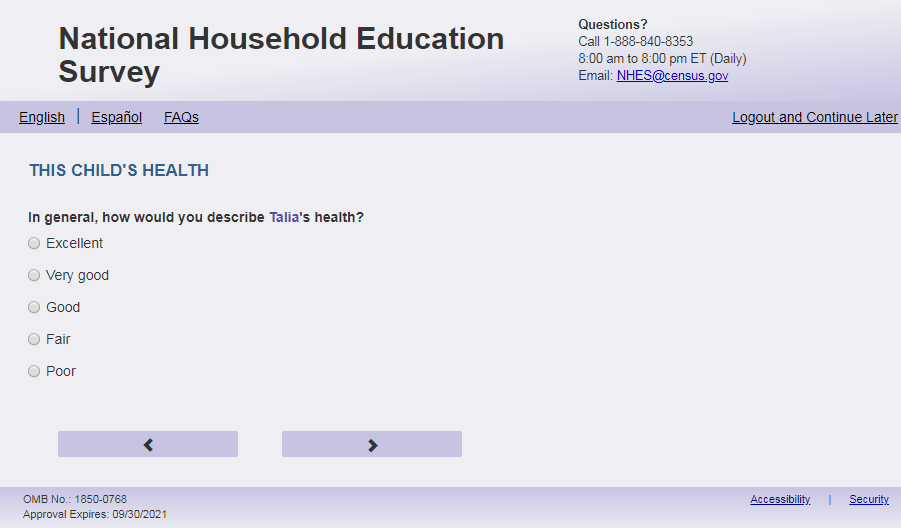 National Household Education
Survey
Questions?
Call 1-888-840-8353
8:00 am to 8:00 pm ET (Daily)
Email: NHES@census.gov
English | Español FAQs Logout and Continue Later
THIS CHILD'S HEALTH
In general, how would you describe Talia's health?
Excellent
Very good
Good
Fair
Poor
OMB No.: 1850-0768
Approval Expires: 09/30/2021
Accessibility | Security